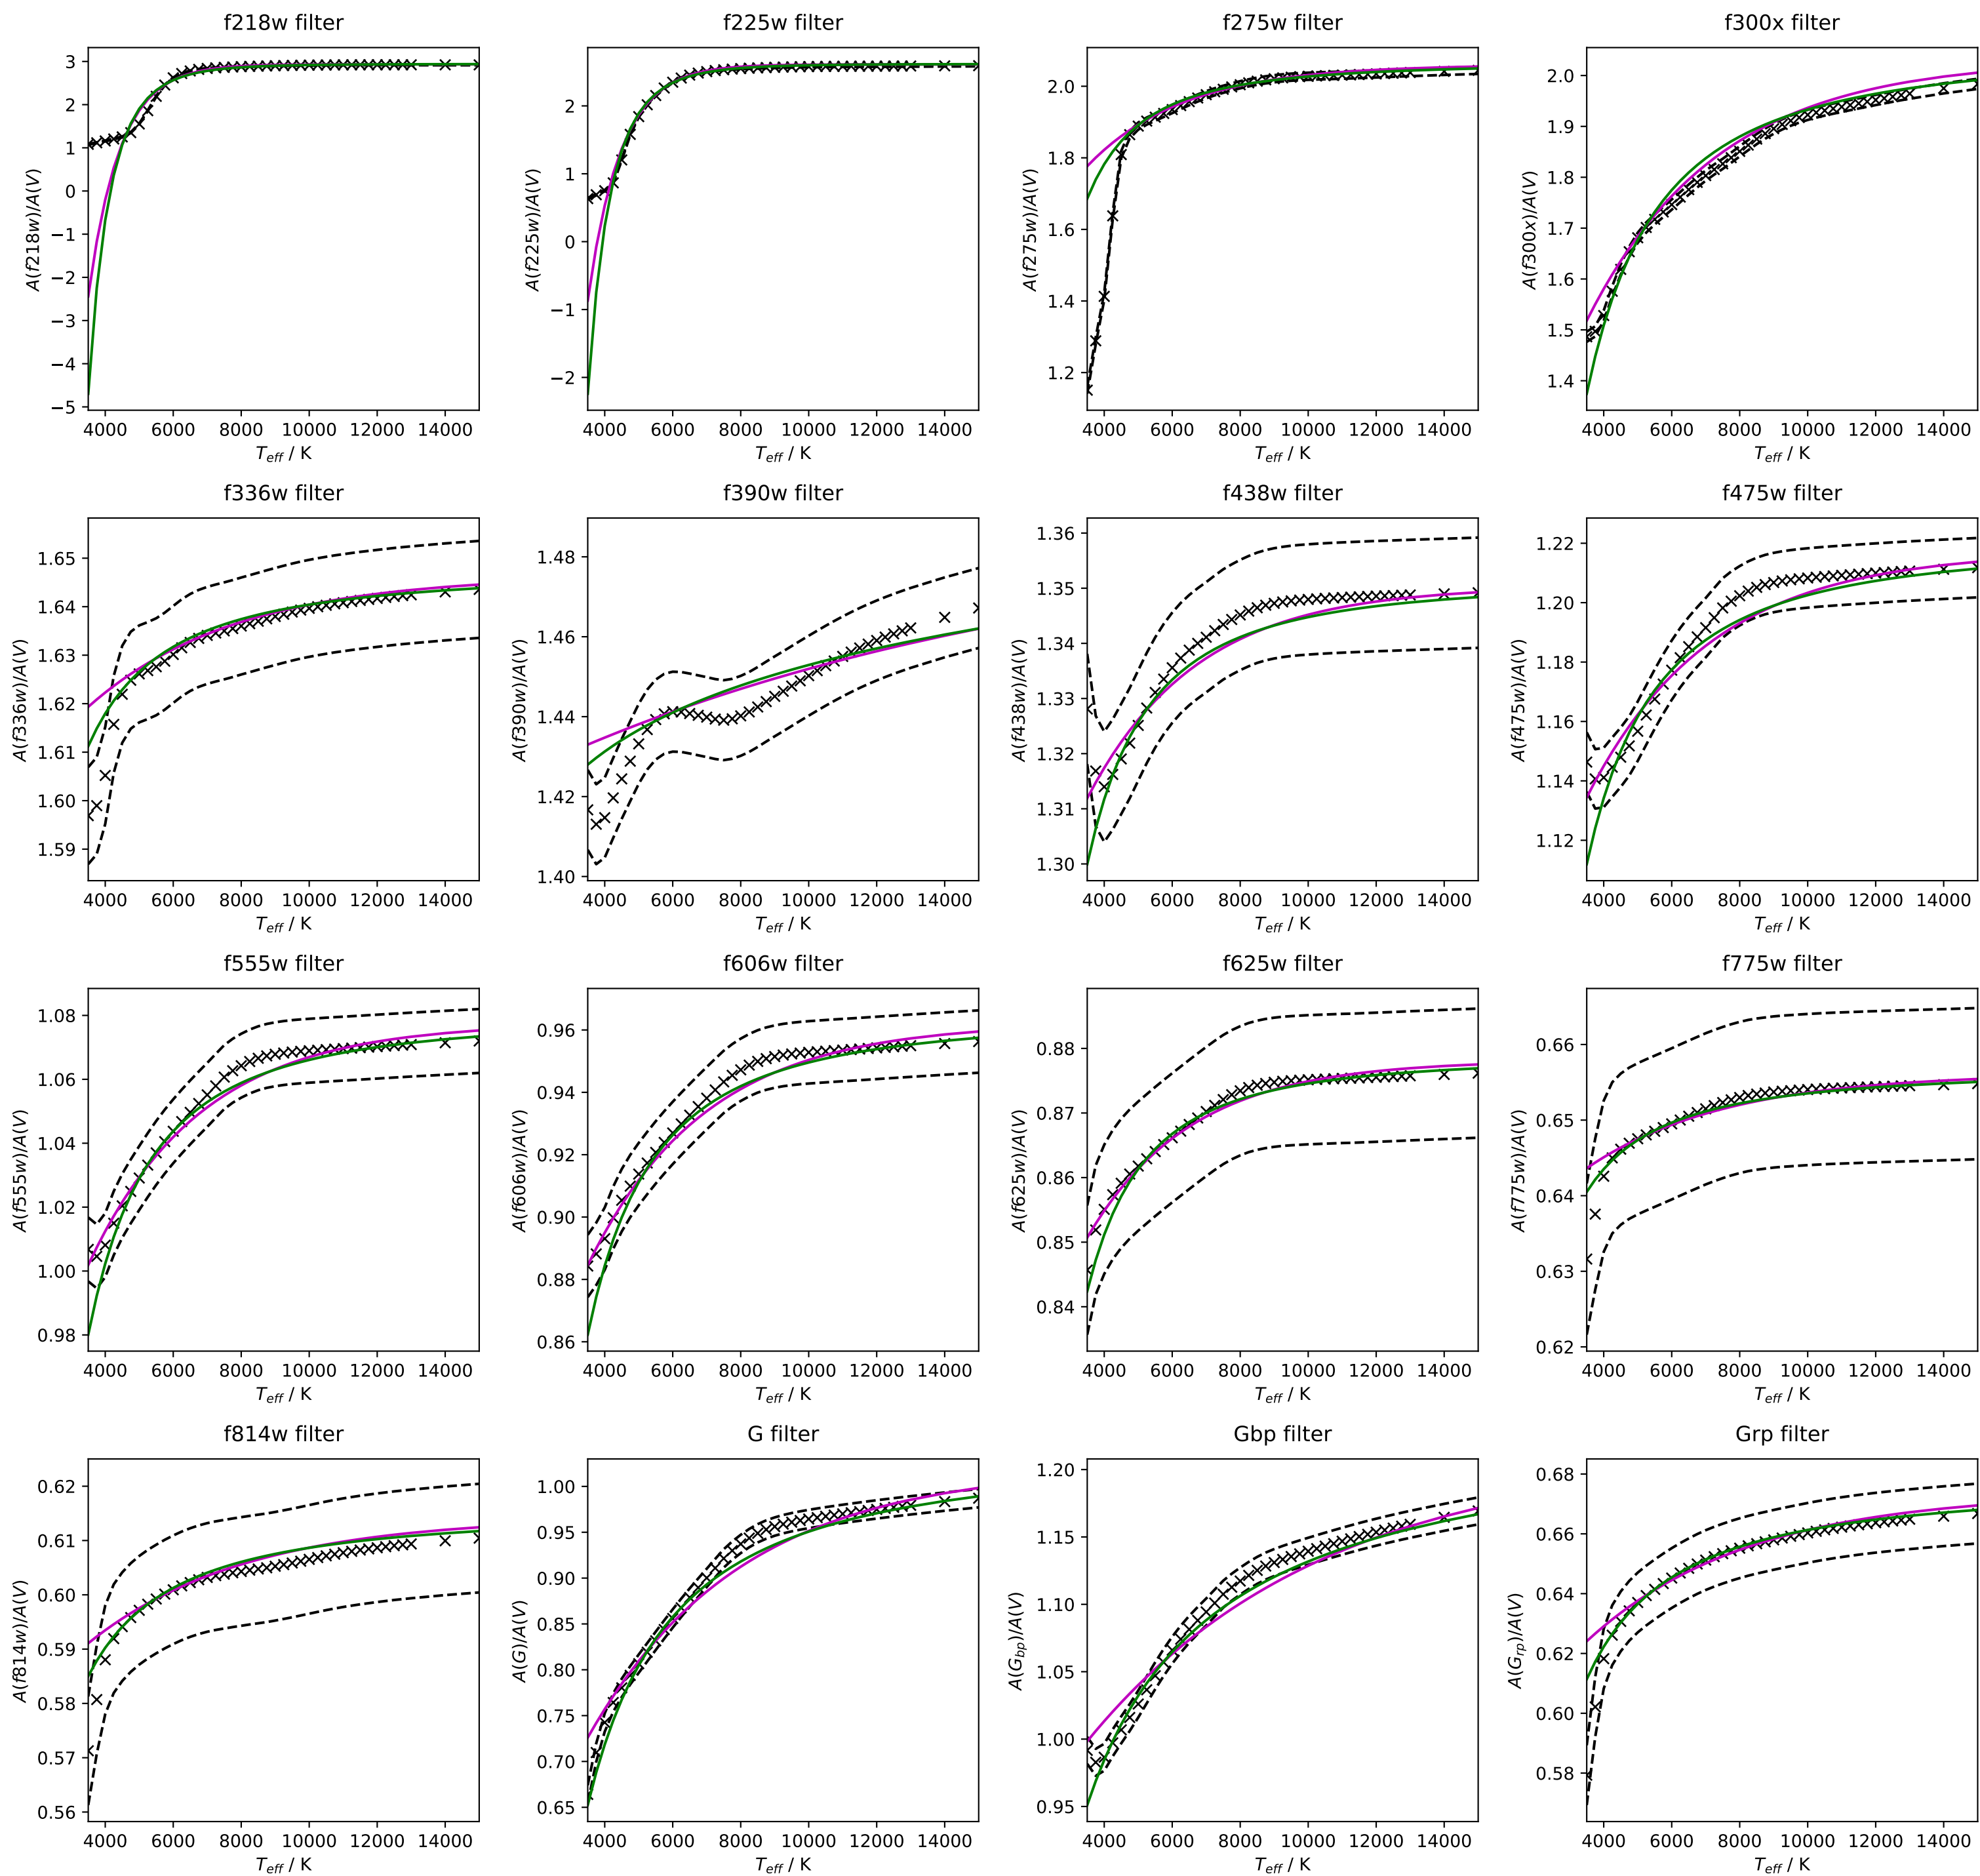 f218w filter
f225w filter
f275w filter
f300x filter
A(f218w)/A(V)
3
2
1
0
−1
−2
−3
−4
−5
4000 6000 8000 10000 12000 14000
T_eff / K
A(f225w)/A(V)
2
1
0
−1
−2
4000 6000 8000 10000 12000 14000
T_eff / K
A(f275w)/A(V)
2.0
1.8
1.6
1.4
1.2
4000 6000 8000 10000 12000 14000
T_eff / K
A(f300x)/A(V)
2.0
1.9
1.8
1.7
1.6
1.5
1.4
4000 6000 8000 10000 12000 14000
T_eff / K
f336w filter
f390w filter
f438w filter
f475w filter
A(f336w)/A(V)
1.65
1.64
1.63
1.62
1.61
1.60
1.59
4000 6000 8000 10000 12000 14000
T_eff / K
A(f390w)/A(V)
1.48
1.46
1.44
1.42
1.40
4000 6000 8000 10000 12000 14000
T_eff / K
A(f438w)/A(V)
1.36
1.35
1.34
1.33
1.32
1.31
1.30
4000 6000 8000 10000 12000 14000
T_eff / K
A(f475w)/A(V)
1.22
1.20
1.18
1.16
1.14
1.12
4000 6000 8000 10000 12000 14000
T_eff / K
f555w filter
f606w filter
f625w filter
f775w filter
A(f555w)/A(V)
1.08
1.06
1.04
1.02
1.00
0.98
4000 6000 8000 10000 12000 14000
T_eff / K
A(f606w)/A(V)
0.96
0.94
0.92
0.90
0.88
0.86
4000 6000 8000 10000 12000 14000
T_eff / K
A(f625w)/A(V)
0.88
0.87
0.86
0.85
0.84
4000 6000 8000 10000 12000 14000
T_eff / K
A(f775w)/A(V)
0.66
0.65
0.64
0.63
0.62
4000 6000 8000 10000 12000 14000
T_eff / K
f814w filter
G filter
Gbp filter
Grp filter
A(f814w)/A(V)
0.62
0.61
0.60
0.59
0.58
0.57
0.56
4000 6000 8000 10000 12000 14000
T_eff / K
A(G)/A(V)
1.00
0.95
0.90
0.85
0.80
0.75
0.70
0.65
4000 6000 8000 10000 12000 14000
T_eff / K
A(G_bp)/A(V)
1.20
1.15
1.10
1.05
1.00
0.95
4000 6000 8000 10000 12000 14000
T_eff / K
A(G_rp)/A(V)
0.68
0.66
0.64
0.62
0.60
0.58
4000 6000 8000 10000 12000 14000
T_eff / K